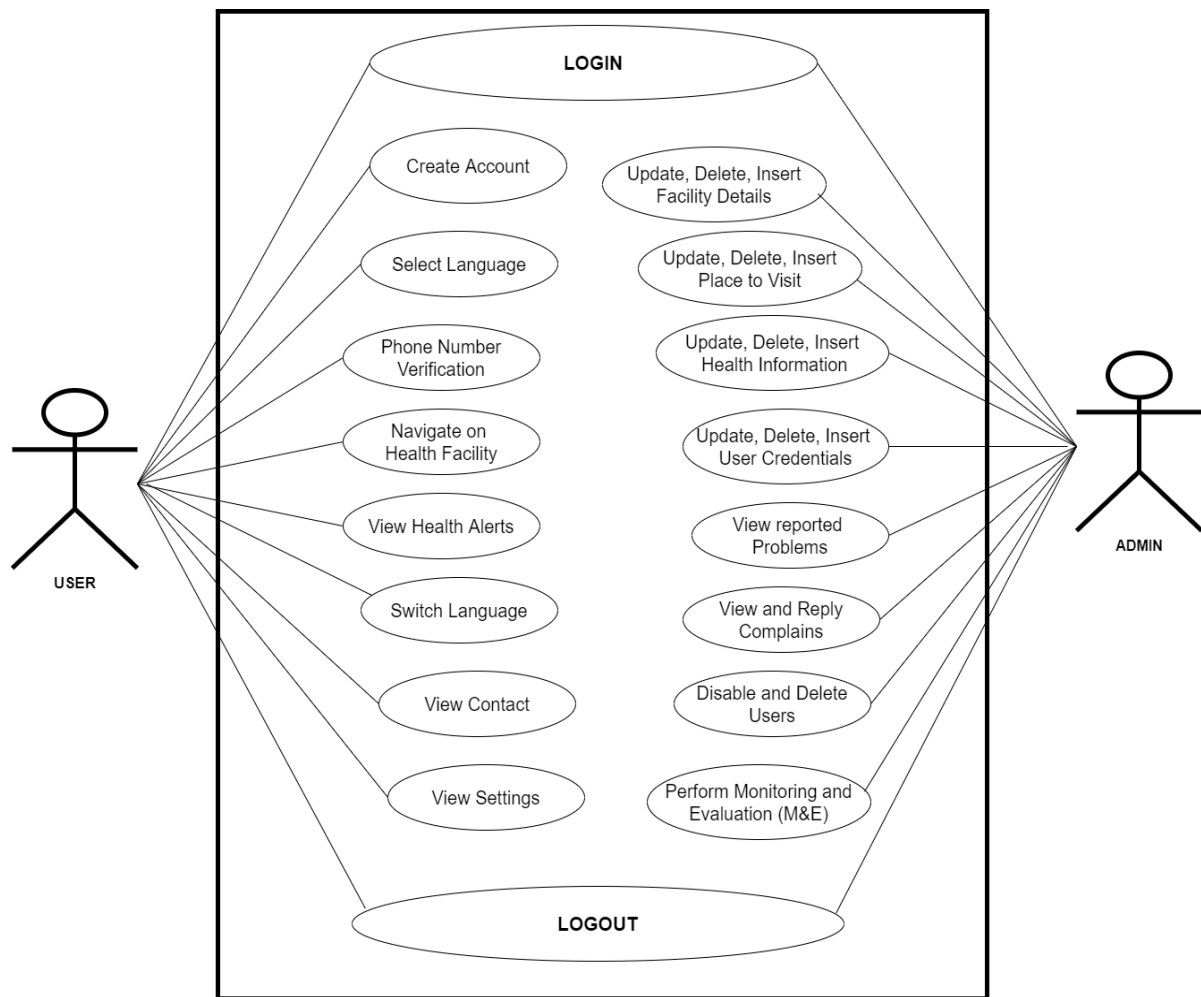 LOGIN
Create Account
Update, Delete, Insert
Facility Details
Select Language
Update, Delete, Insert
Place to Visit
Phone Number
Verification
Update, Delete, Insert
Health Information
Navigate on
Health Facility
Update, Delete, Insert
User Credentials
View Health Alerts
View reported
Problems
USER
ADMIN
Switch Language
View and Reply
Complains
View Contact
Disable and Delete
Users
View Settings
Perform Monitoring and
Evaluation (M&E)
LOGOUT